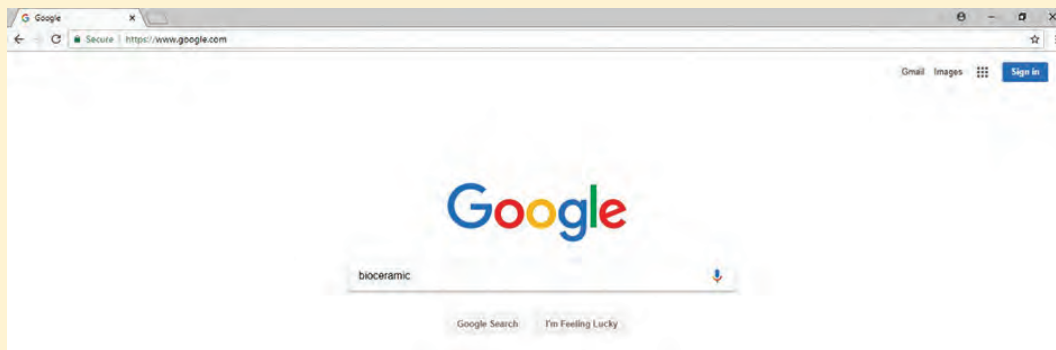 G Google
Secure https://www.google.com
Gmail Images Sign in
Google
bioceramic
Google Search I'm Feeling Lucky